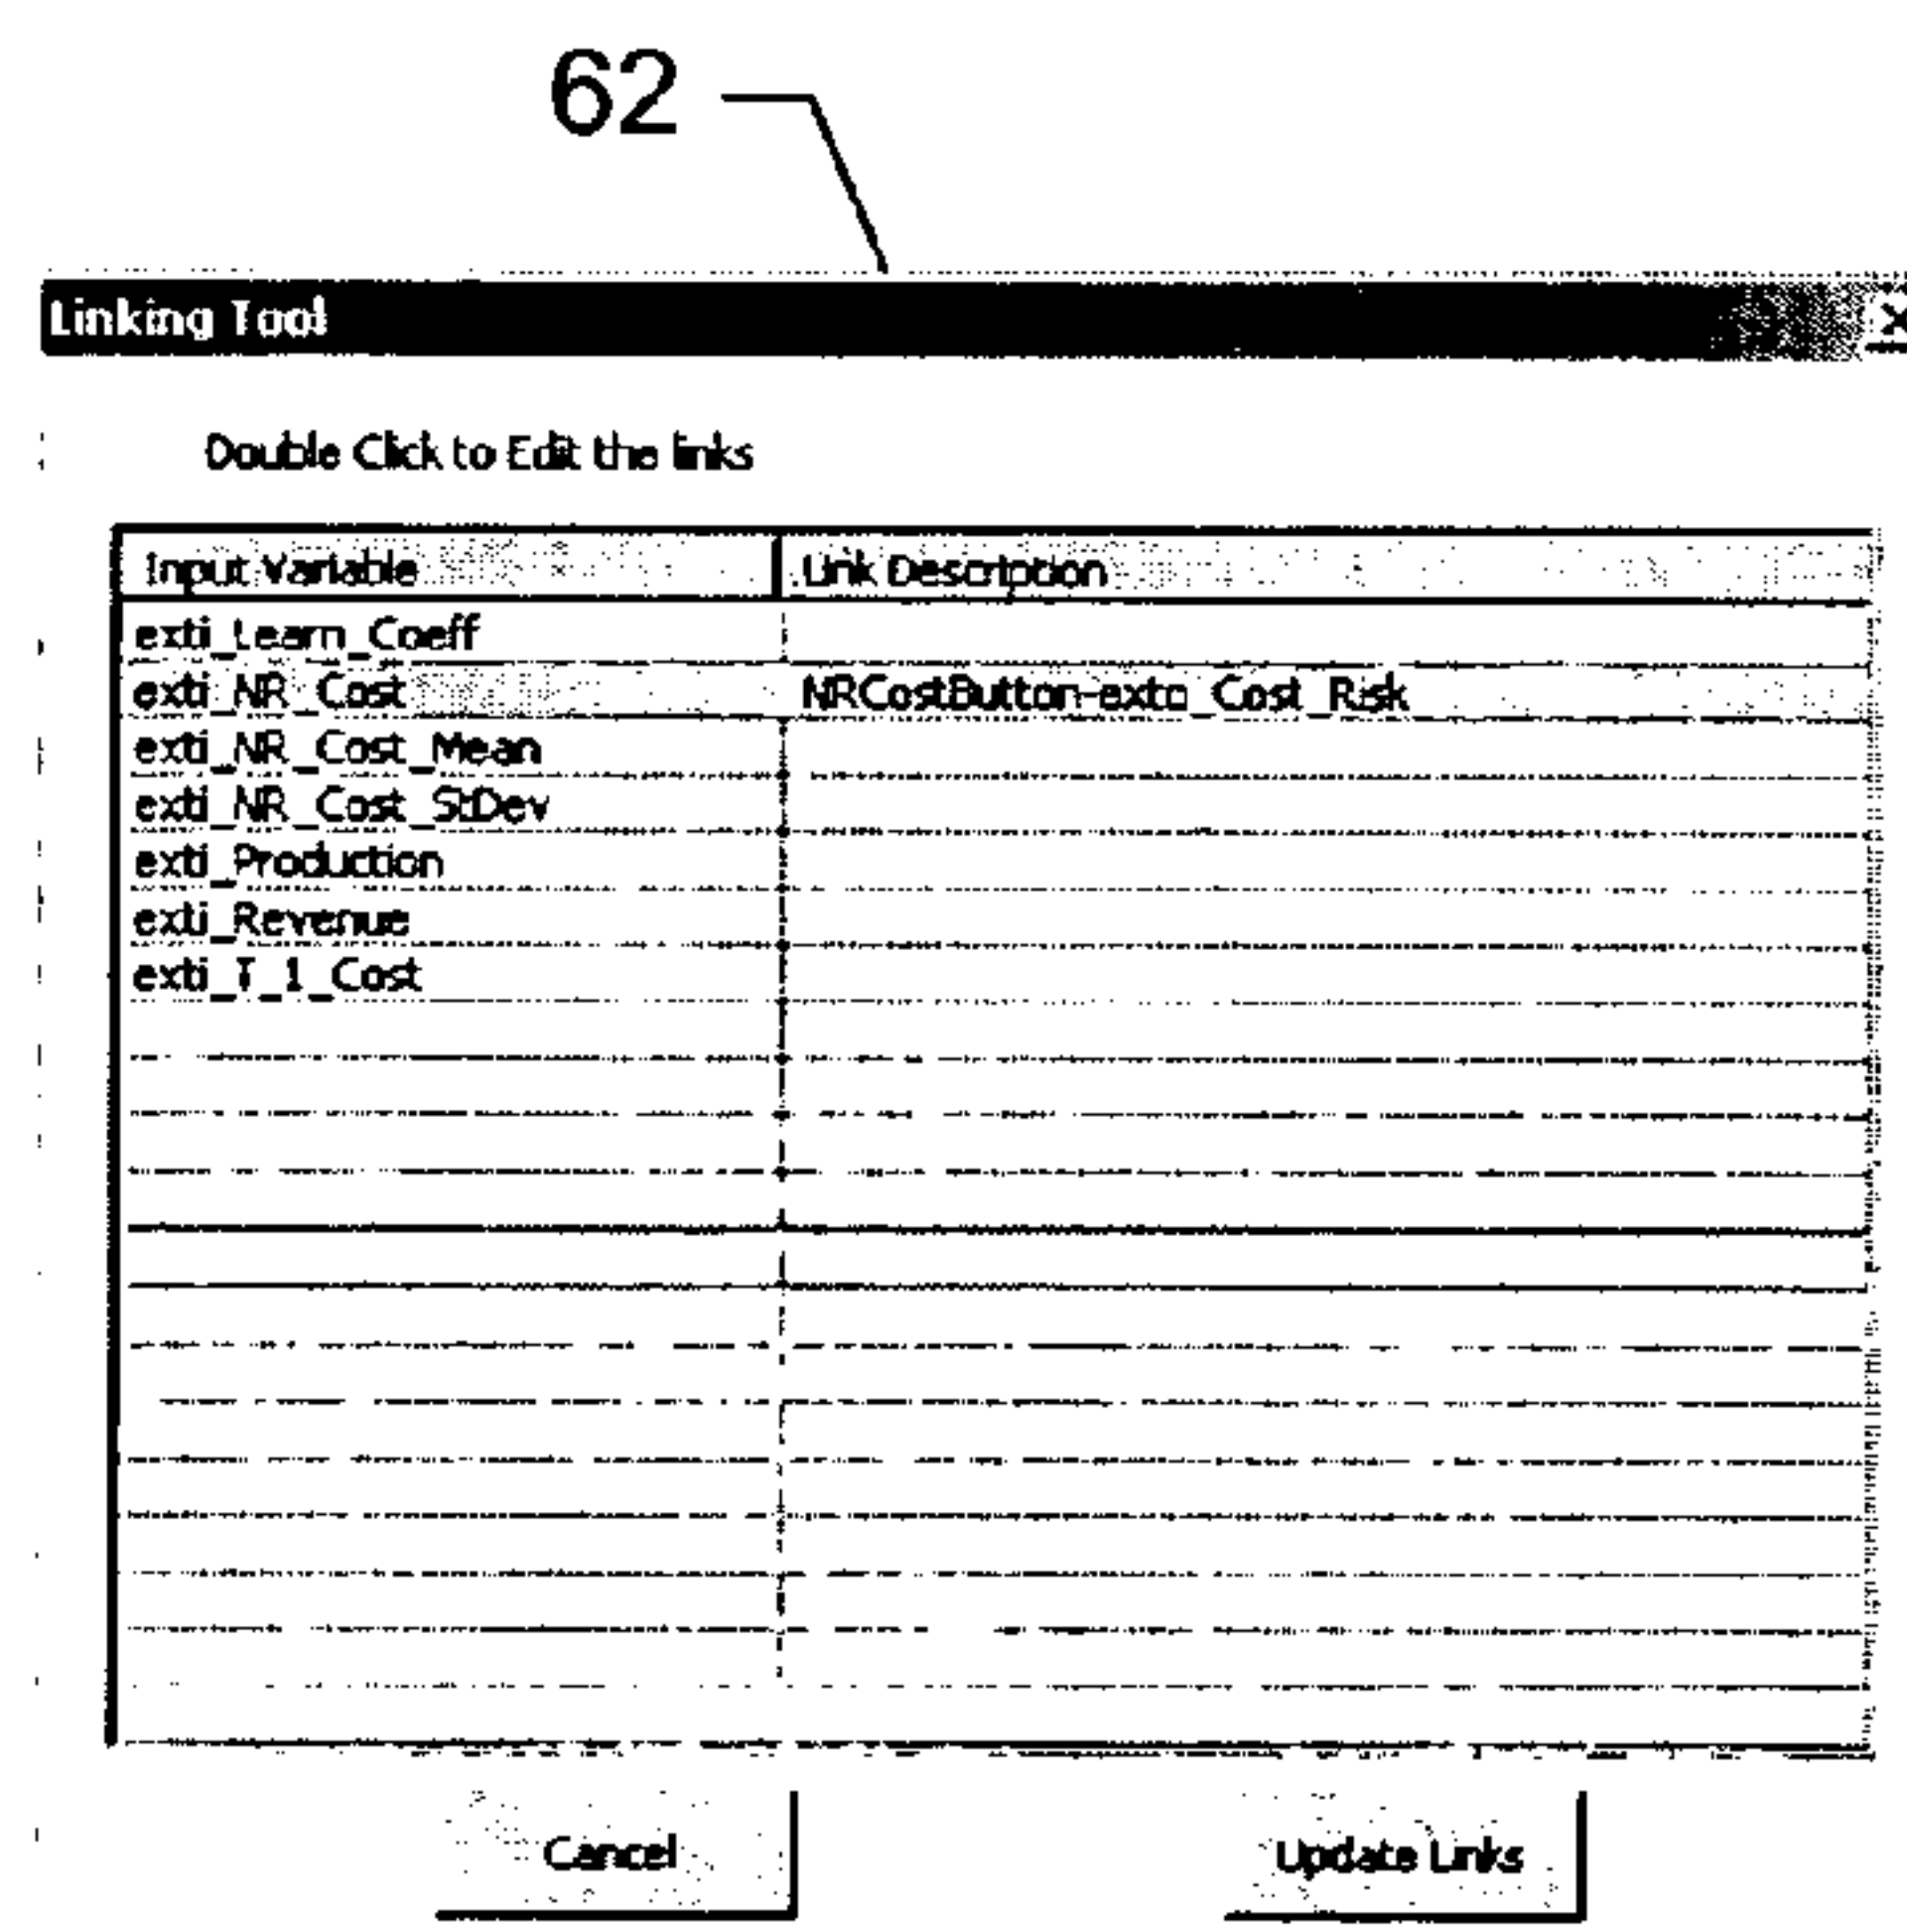 62
Linking Tool
Double Click to Edit the links
Input Variable Link Description
exti_Learn_Coeff
exti_NR_Cost NRCostButton-exto_Cost_Risk
exti_NR_Cost_Mean
exti_NR_Cost_StDev
exti_Production
exti_Revenue
exti_T_1_Cost
Cancel Update Links